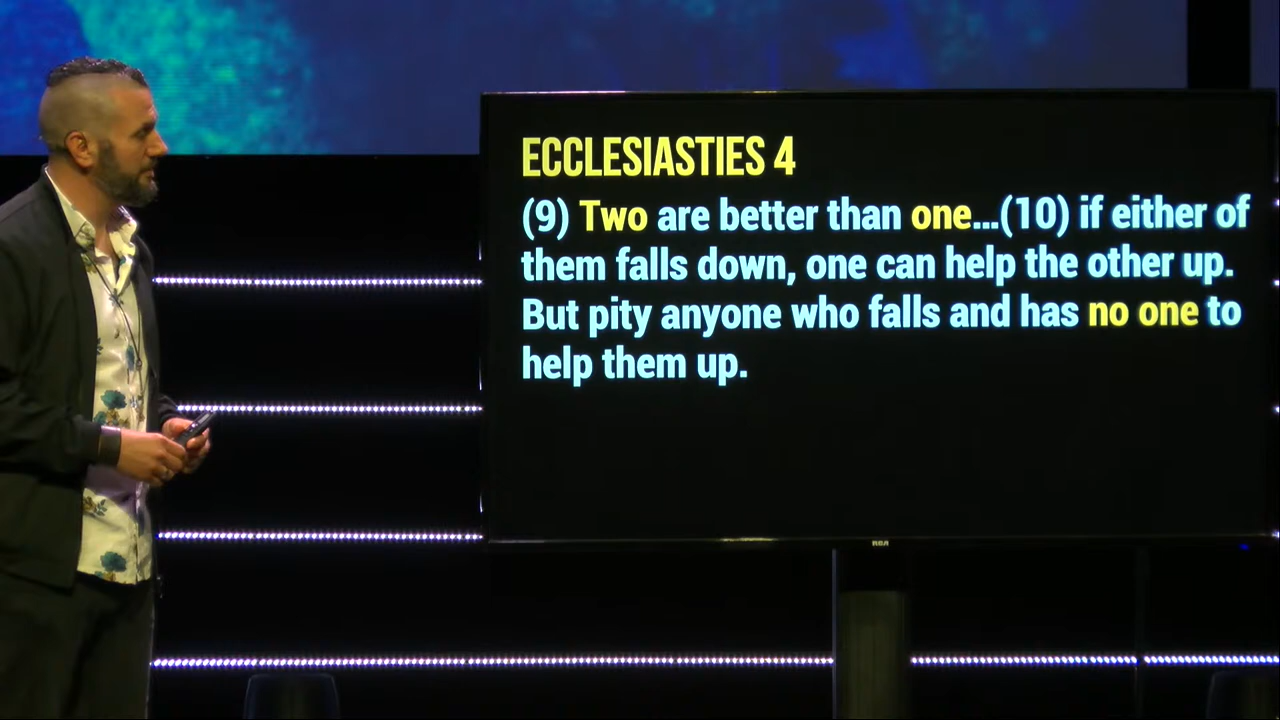 ECCLESIASTIES 4
(9) Two are better than one...(10) if either of
them falls down, one can help the other up.
But pity anyone who falls and has no one to
help them up.
RCA